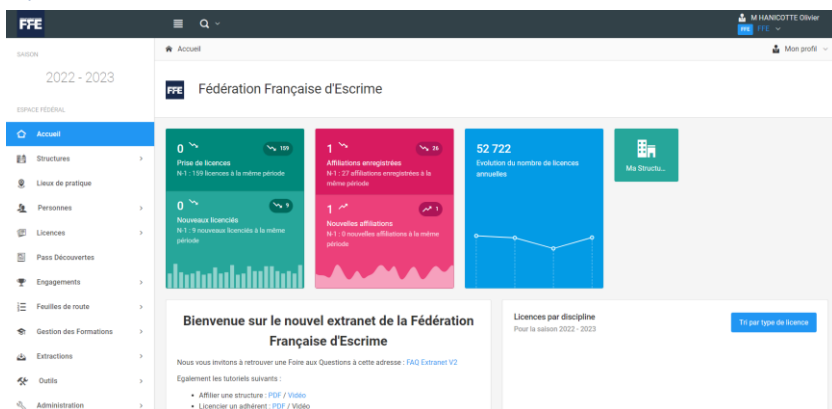 FFE
M HANICOTTE Olivier
FFE FFE
SAISON
2022 - 2023
ESPACE FÉDÉRAL
Accueil
Structures
Lieux de pratique
Personnes
Licences
Pass Découvertes
Engagements
Feuilles de route
Gestion des Formations
Extractions
Outils
Administration
Accueil
Mon profil
FFE Fédération Française d'Escrime
0 159
Prise de licences
N-1 : 159 licences à la même période
0 9
Nouveaux licenciés
N-1 : 9 nouveaux licenciés à la même
période
1 26
Affiliations enregistrées
N-1 : 27 affiliations enregistrées à la
même période
1 1
Nouvelles affiliations
N-1 : 0 nouvelles affiliations à la même
période
52 722
Evolution du nombre de licences
annuelles
Ma Structu...
Bienvenue sur le nouvel extranet de la Fédération
Française d'Escrime
Nous vous invitons à retrouver une Foire aux Questions à cette adresse : FAQ Extranet V2
Egalement les tutoriels suivants :
• Affilier une structure : PDF / Vidéo
• Licencier un adhérent : PDF / Vidéo
Licences par discipline
Pour la saison 2022 - 2023
Tri par type de licence